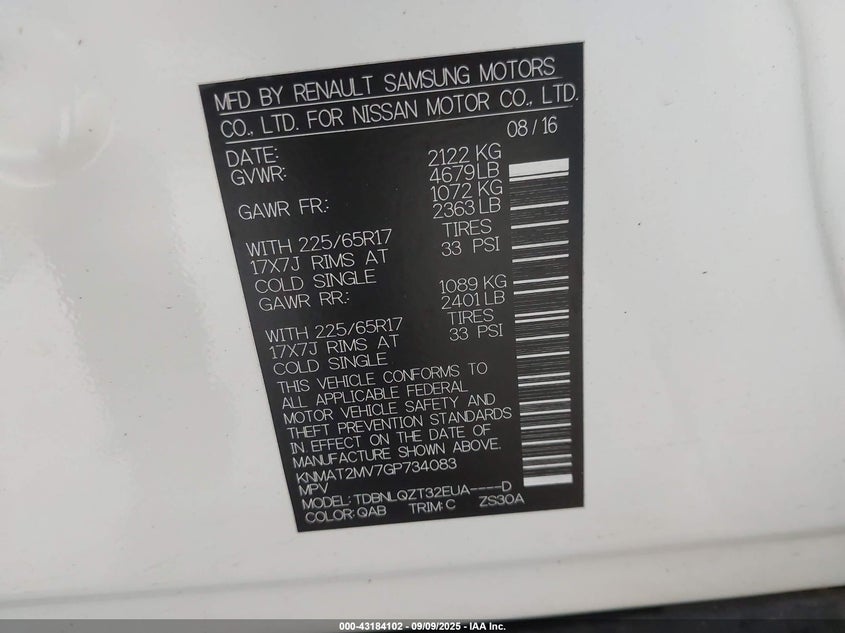 MFD BY RENAULT SAMSUNG MOTORS
CO., LTD. FOR NISSAN MOTOR CO., LTD.
DATE: 08/16
GVWR: 2122 KG
4679 LB
GAWR FR.: 1072 KG
2363 LB
WITH 225/65R17 TIRES
17X7J RIMS AT 33 PSI
COLD SINGLE
GAWR RR.: 1089 KG
2401 LB
WITH 225/65R17 TIRES
17X7J RIMS AT 33 PSI
COLD SINGLE
THIS VEHICLE CONFORMS TO
ALL APPLICABLE FEDERAL
MOTOR VEHICLE SAFETY AND
THEFT PREVENTION STANDARDS
IN EFFECT ON THE DATE OF
MANUFACTURE SHOWN ABOVE.
KNMAT2MV7GP734083
MPV
MODEL: TDBNLQZT32EUA----D
COLOR: QAB TRIM: C ZS30A
000-43184102 - 09/09/2025 - IAA Inc.